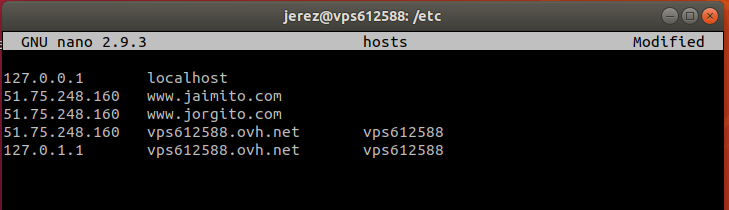 jerez@vps612588: /etc
GNU nano 2.9.3 hosts Modified
127.0.0.1 localhost
51.75.248.160 www.jaimito.com
51.75.248.160 www.jorgito.com
51.75.248.160 vps612588.ovh.net vps612588
127.0.1.1 vps612588.ovh.net vps612588